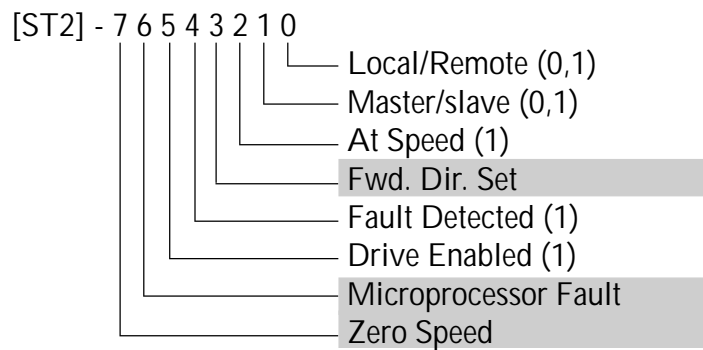 [ST2] - 7 6 5 4 3 2 1 0
Local/Remote (0,1)
Master/slave (0,1)
At Speed (1)
Fwd. Dir. Set
Fault Detected (1)
Drive Enabled (1)
Microprocessor Fault
Zero Speed